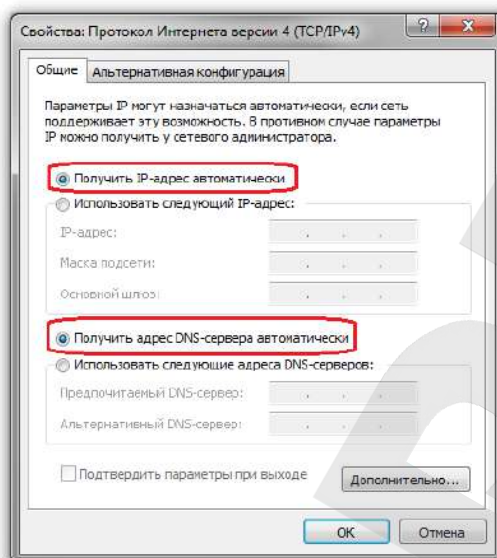 Свойства: Протокол Интернета версии 4 (TCP/IPv4)
Общие
Альтернативная конфигурация
Параметры IP могут назначаться автоматически, если сеть
поддерживает эту возможность. В противном случае параметры
IP можно получить у сетевого администратора.
Получить IP-адрес автоматически
Использовать следующий IP-адрес:
IP-адрес:
Маска подсети:
Основной шлюз:
Получить адрес DNS-сервера автоматически
Использовать следующие адреса DNS-серверов:
Предпочитаемый DNS-сервер:
Альтернативный DNS-сервер:
Подтвердить параметры при выходе
Дополнительно...
OK
Отмена